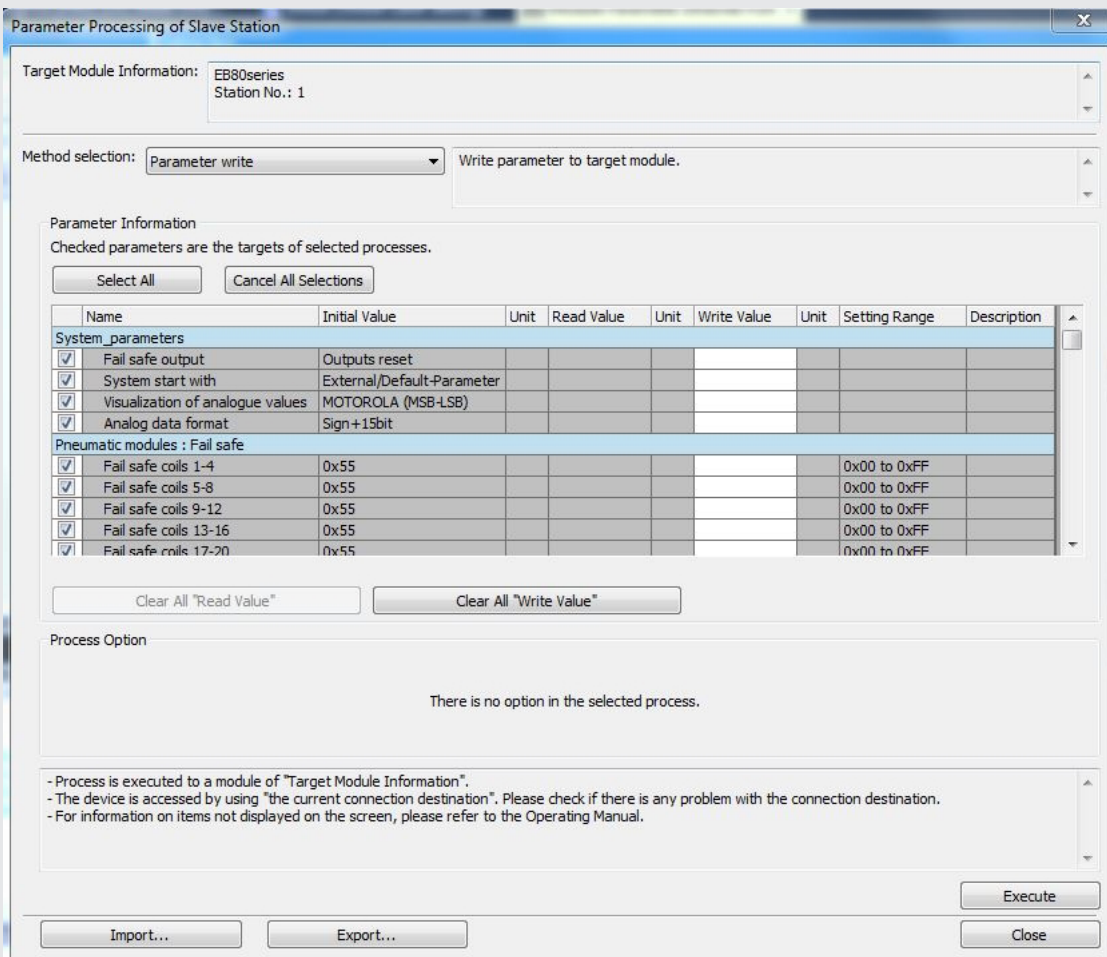 Parameter Processing of Slave Station
x
Target Module Information:
EB80series
Station No.: 1
Method selection:
Parameter write
Write parameter to target module.
Parameter Information
Checked parameters are the targets of selected processes.
Select All
Cancel All Selections
Name Initial Value Unit Read Value Unit Write Value Unit Setting Range Description
System_parameters
Fail safe output Outputs reset
System start with External/Default-Parameter
Visualization of analogue values MOTOROLA (MSB-LSB)
Analog data format Sign+15bit
Pneumatic modules : Fail safe
Fail safe coils 1-4 0x55 0x00 to 0xFF
Fail safe coils 5-8 0x55 0x00 to 0xFF
Fail safe coils 9-12 0x55 0x00 to 0xFF
Fail safe coils 13-16 0x55 0x00 to 0xFF
Fail safe coils 17-20 0x55 0x00 to 0xFF
Clear All "Read Value"
Clear All "Write Value"
Process Option
There is no option in the selected process.
- Process is executed to a module of "Target Module Information".
- The device is accessed by using "the current connection destination". Please check if there is any problem with the connection destination.
- For information on items not displayed on the screen, please refer to the Operating Manual.
Execute
Import...
Export...
Close